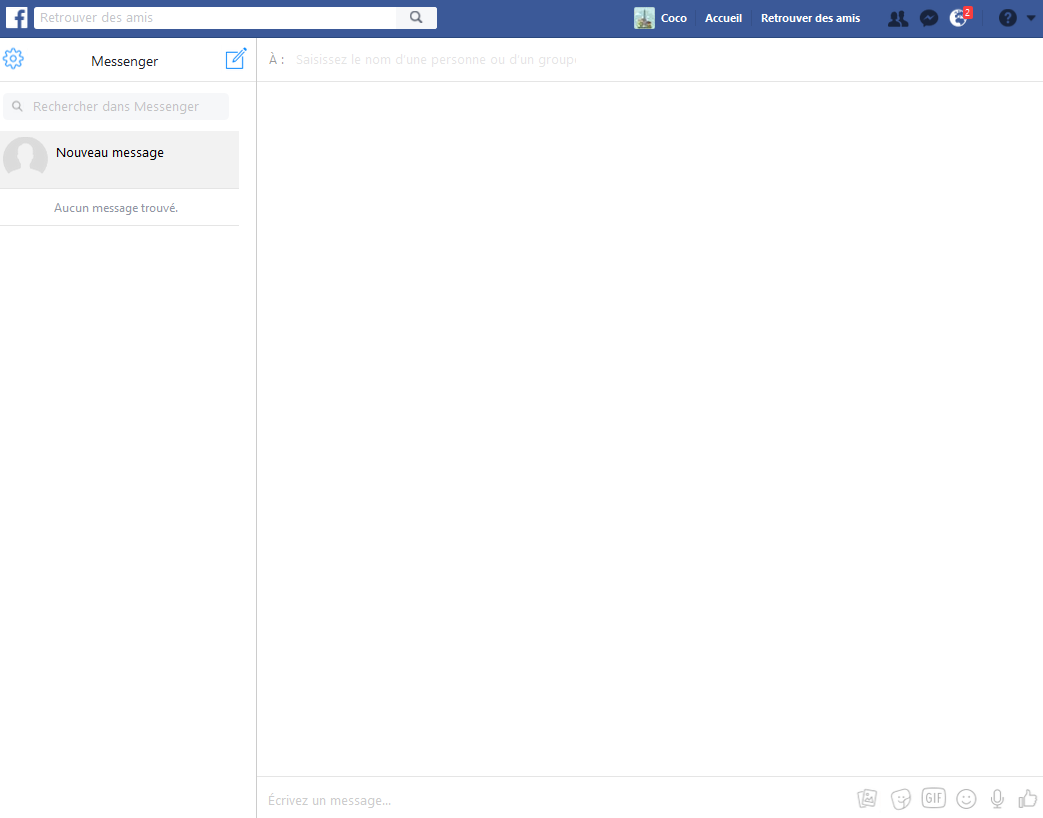 Retrouver des amis
Coco
Accueil
Retrouver des amis
2
?
Messenger
À :
Saisissez le nom d'une personne ou d'un groupe
Rechercher dans Messenger
Nouveau message
Aucun message trouvé.
Écrivez un message...
GIF